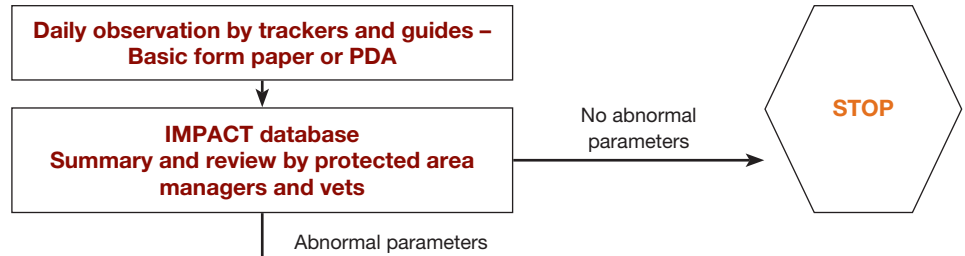 Daily observation by trackers and guides –
Basic form paper or PDA
IMPACT database
Summary and review by protected area
managers and vets
No abnormal
parameters
STOP
Abnormal parameters